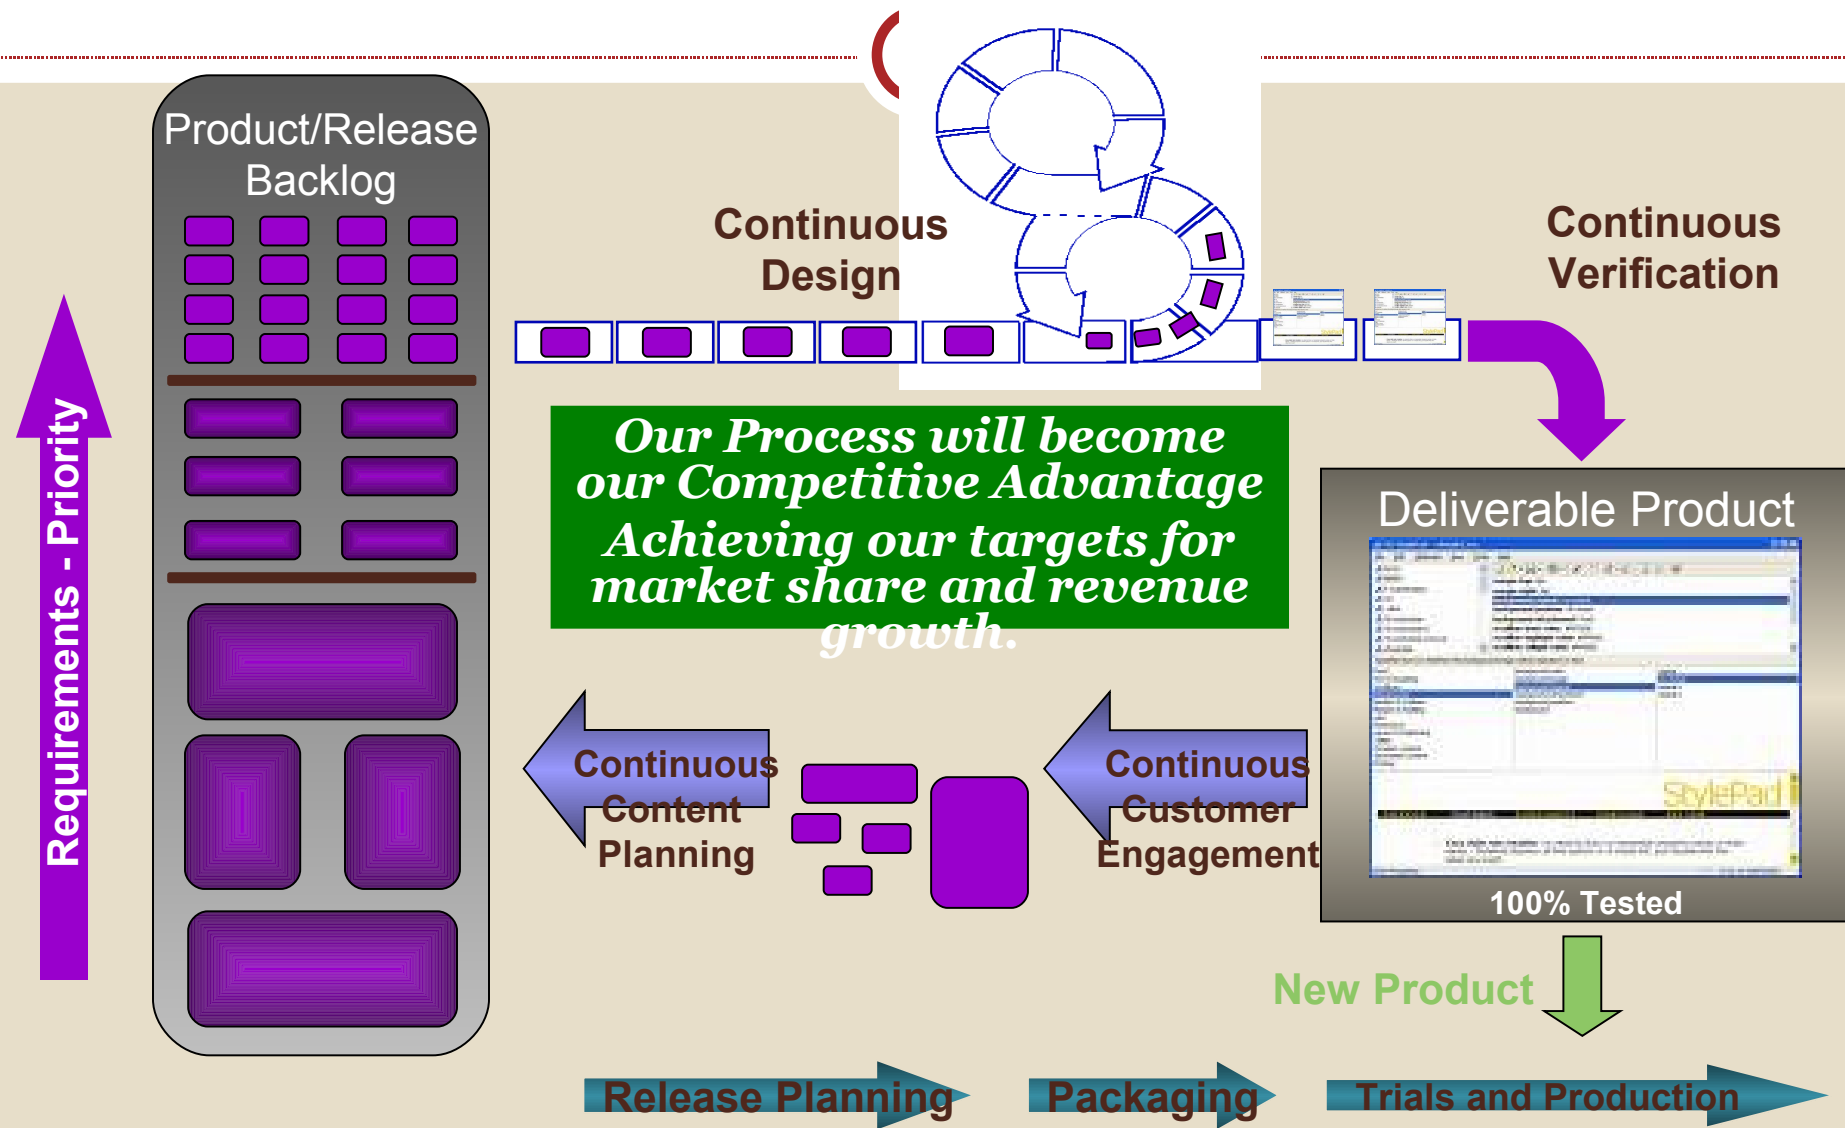 Product/Release
Backlog
Continuous
Design
Continuous
Verification
Requirements - Priority
Our Process will become
our Competitive Advantage
Achieving our targets for
market share and revenue
growth.
Deliverable Product
StylePad
100% Tested
Continuous
Content
Planning
Continuous
Customer
Engagement
New Product
Release Planning
Packaging
Trials and Production